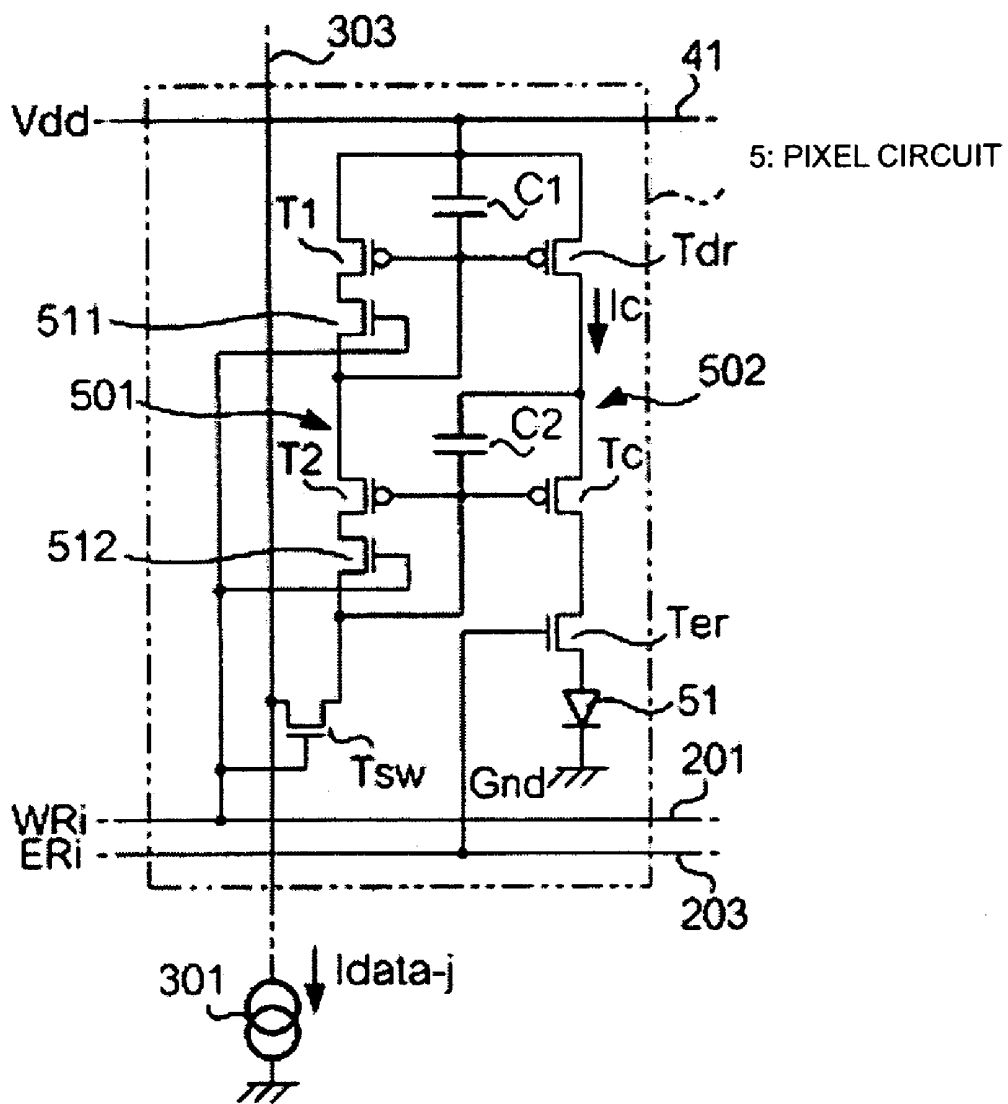 303
41
Vdd
5: PIXEL CIRCUIT
C1
T1
Tdr
511
Ic
501
502
C2
T2
Tc
512
Ter
51
Tsw
Gnd
201
WRi
ERi
203
301
Idata-j